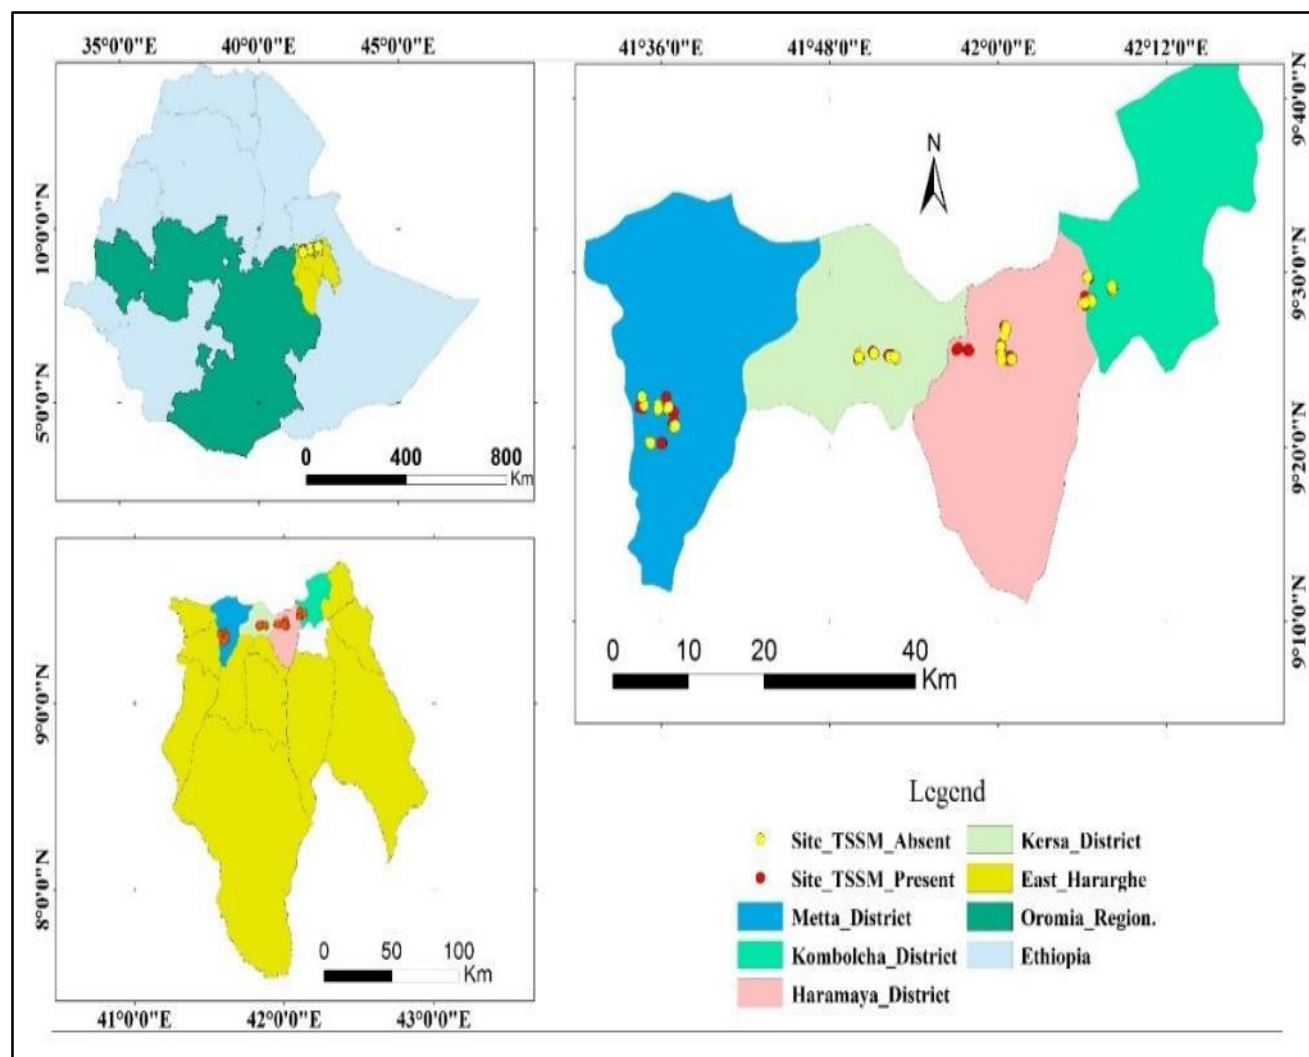 35°0'0"E 40°0'0"E 45°0'0"E
10°0'0"N
5°0'0"N
0 400 800
Km
41°36'0"E 41°48'0"E 42°0'0"E 42°12'0"E
N
9°40'0"N
9°30'0"N
9°20'0"N
9°10'0"N
0 10 20 40
Km
9°0'0"N
8°0'0"N
0 50 100
Km
41°0'0"E 42°0'0"E 43°0'0"E
Legend
Site_TSSM_Absent
Site_TSSM_Present
Metta_District
Kombolcha_District
Haramaya_District
Kersa_District
East_Hararghe
Oromia_Region.
Ethiopia